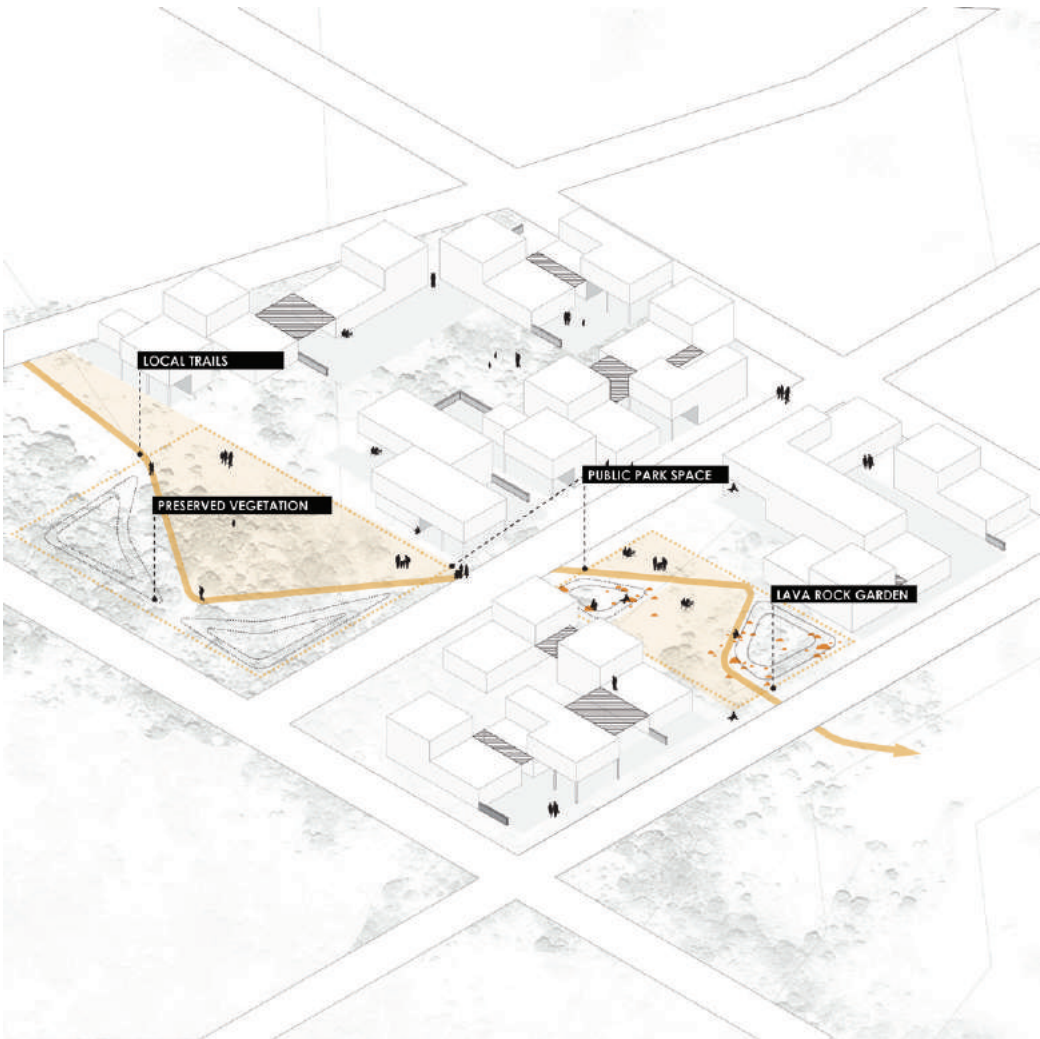 LOCAL TRAILS
PUBLIC PARK SPACE
PRESERVED VEGETATION
LAVA ROCK GARDEN